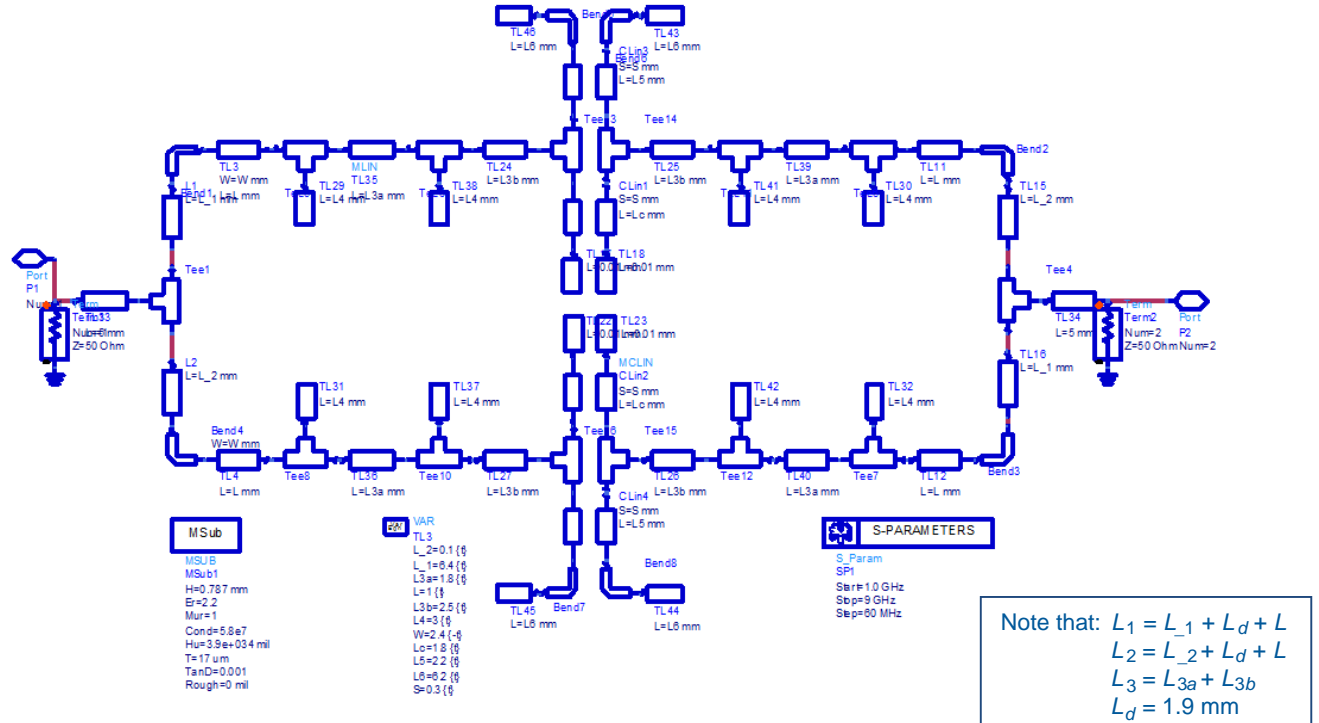 TL46
L=L6 mm
TL43
L=L6 mm
CLin3
S=S mm
L=L5 mm
Tee14
TL3
W=W mm
L=L mm
TL29
L=L4 mm
MLIN
TL35
L=L3a mm
TL38
L=L4 mm
TL24
L=L3b mm
TL25
L=L3b mm
TL41
L=L4 mm
TL39
L=L3a mm
TL30
L=L4 mm
TL11
L=L mm
Bend2
TL15
L=L_2 mm
L1
Bend1
L=L_1 mm
CLin1
S=S mm
L=Lc mm
TL18
Port
P1
Tee1
Z=50 Ohm
Tee4
TL34
L=5 mm
Term
Term2
Num=2
Z=50 Ohm
Port
P2
Num=2
L2
L=L_2 mm
TL22
TL23
MCLIN
CLin2
S=S mm
L=Lc mm
TL16
L=L_1 mm
TL31
L=L4 mm
TL37
L=L4 mm
TL42
L=L4 mm
TL32
L=L4 mm
Bend4
W=W mm
TL4
L=L mm
Tee8
TL36
L=L3a mm
Tee10
TL27
L=L3b mm
Tee15
TL26
L=L3b mm
Tee12
TL40
L=L3a mm
Tee7
TL12
L=L mm
Bend3
CLin4
S=S mm
L=L5 mm
Bend8
TL45
L=L6 mm
Bend7
TL44
L=L6 mm
MSub
MSUB
MSub1
H=0.787 mm
Er=2.2
Mur=1
Cond=5.8e7
Hu=3.9e+034 mil
T=17 um
TanD=0.001
Rough=0 mil
VAR
TL3
L_2=0.1 {t}
L_1=6.4 {t}
L3a=1.8 {t}
L=1 {t}
L3b=2.5 {t}
L4=3 {t}
W=2.4 {-t}
Lc=1.8 {t}
L5=2.2 {t}
L6=6.2 {t}
S=0.3 {t}
S-PARAMETERS
S_Param
SP1
Start=1.0 GHz
Stop=9 GHz
Step=60 MHz
Note that: L1 = L_1 + Ld + L
L2 = L_2 + Ld + L
L3 = L3a + L3b
Ld = 1.9 mm